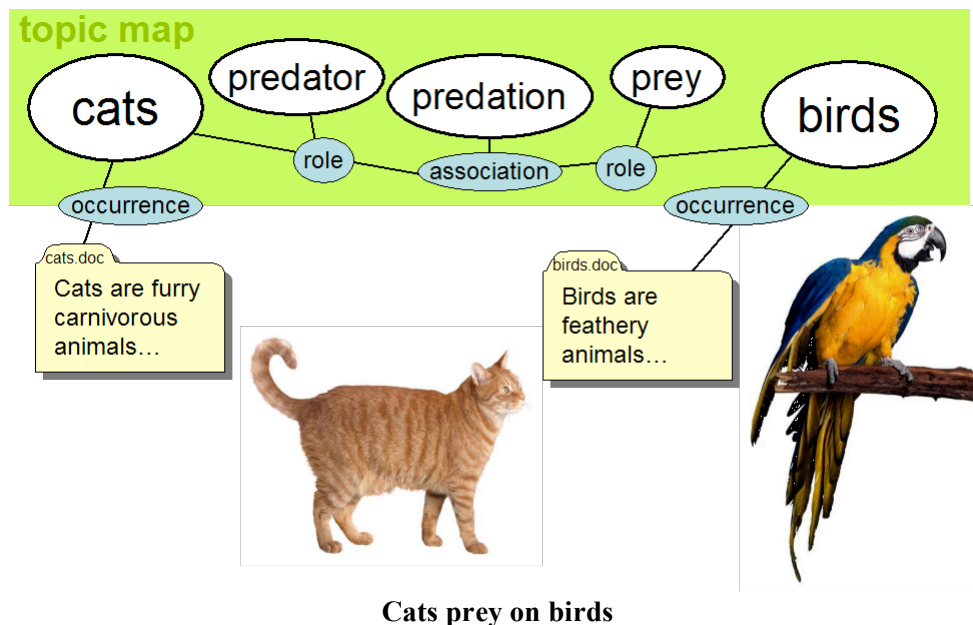 topic map
cats
predator
predation
prey
birds
role
association
role
occurrence
occurrence
cats.doc
Cats are furry
carnivorous
animals…
birds.doc
Birds are
feathery
animals…
Cats prey on birds